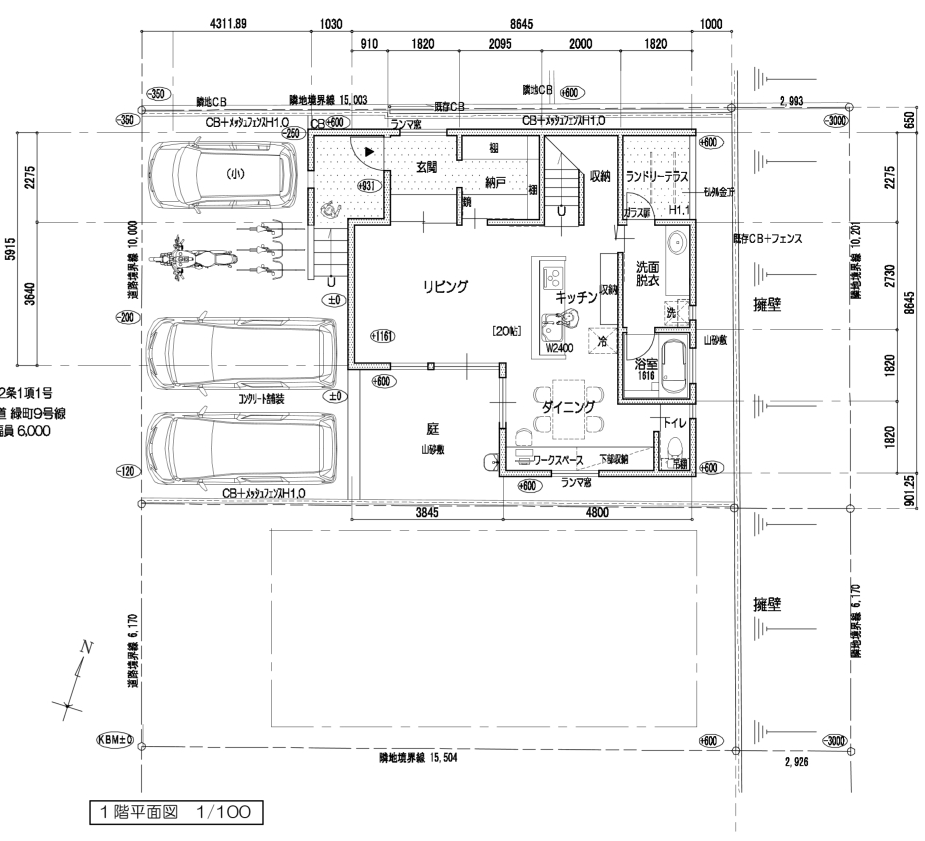 4311.89 1030 8645 1000
910 1820 2095 2000 1820
-350
隣地CB
隣地境界線 15,003
既存CB
隣地CB
+600
2,993
-3000
-350
CB+メッシュフェンスH1,0
-250
CB
+600
ランマ窓
CB+メッシュフェンスH1,0
+600
650
2275
5915
3640
(小)
玄関
+931
棚
納戸
棚
鏡
収納
ランドリーテラス
ガラス扉
H1,1
既存CB+フェンス
2275
道路境界線 10,000
隣地境界線 10,201
リビング
[20帖]
キッチン
収納
W2400
冷
洗面
脱衣
洗
擁壁
2730
8645
±0
-200
+1161
+600
浴室
1616
山砂敷
1820
2条1項1号
道 緑町9号線
幅員 6,000
コンクリート舗装
±0
庭
山砂敷
ダイニング
トイレ
1820
ワークスペース
下部収納
吊棚
-120
+600
ランマ窓
+600
CB+メッシュフェンスH1,0
901.25
3845 4800
擁壁
道路境界線 6,170
隣地境界線 6,170
N
KBM±0
+600
-3000
隣地境界線 15,504
2,926
1階平面図 1/100